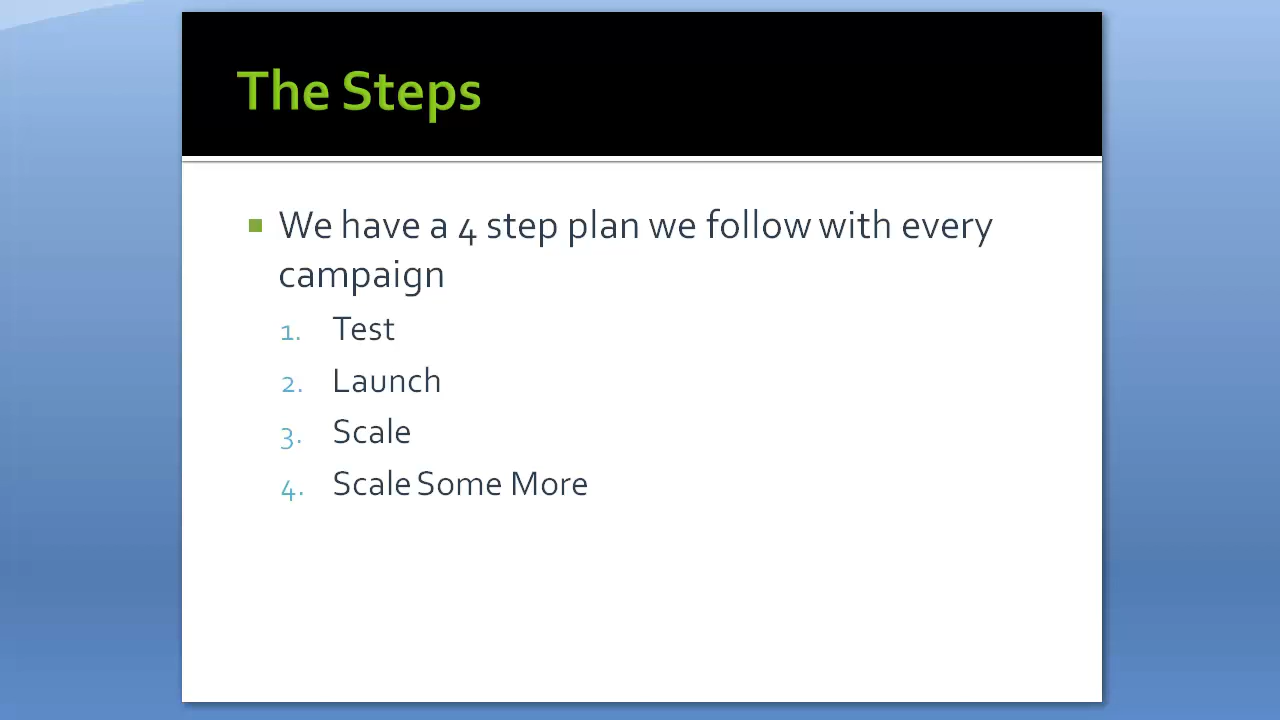 The Steps
We have a 4 step plan we follow with every
campaign
1. Test
2. Launch
3. Scale
4. Scale Some More